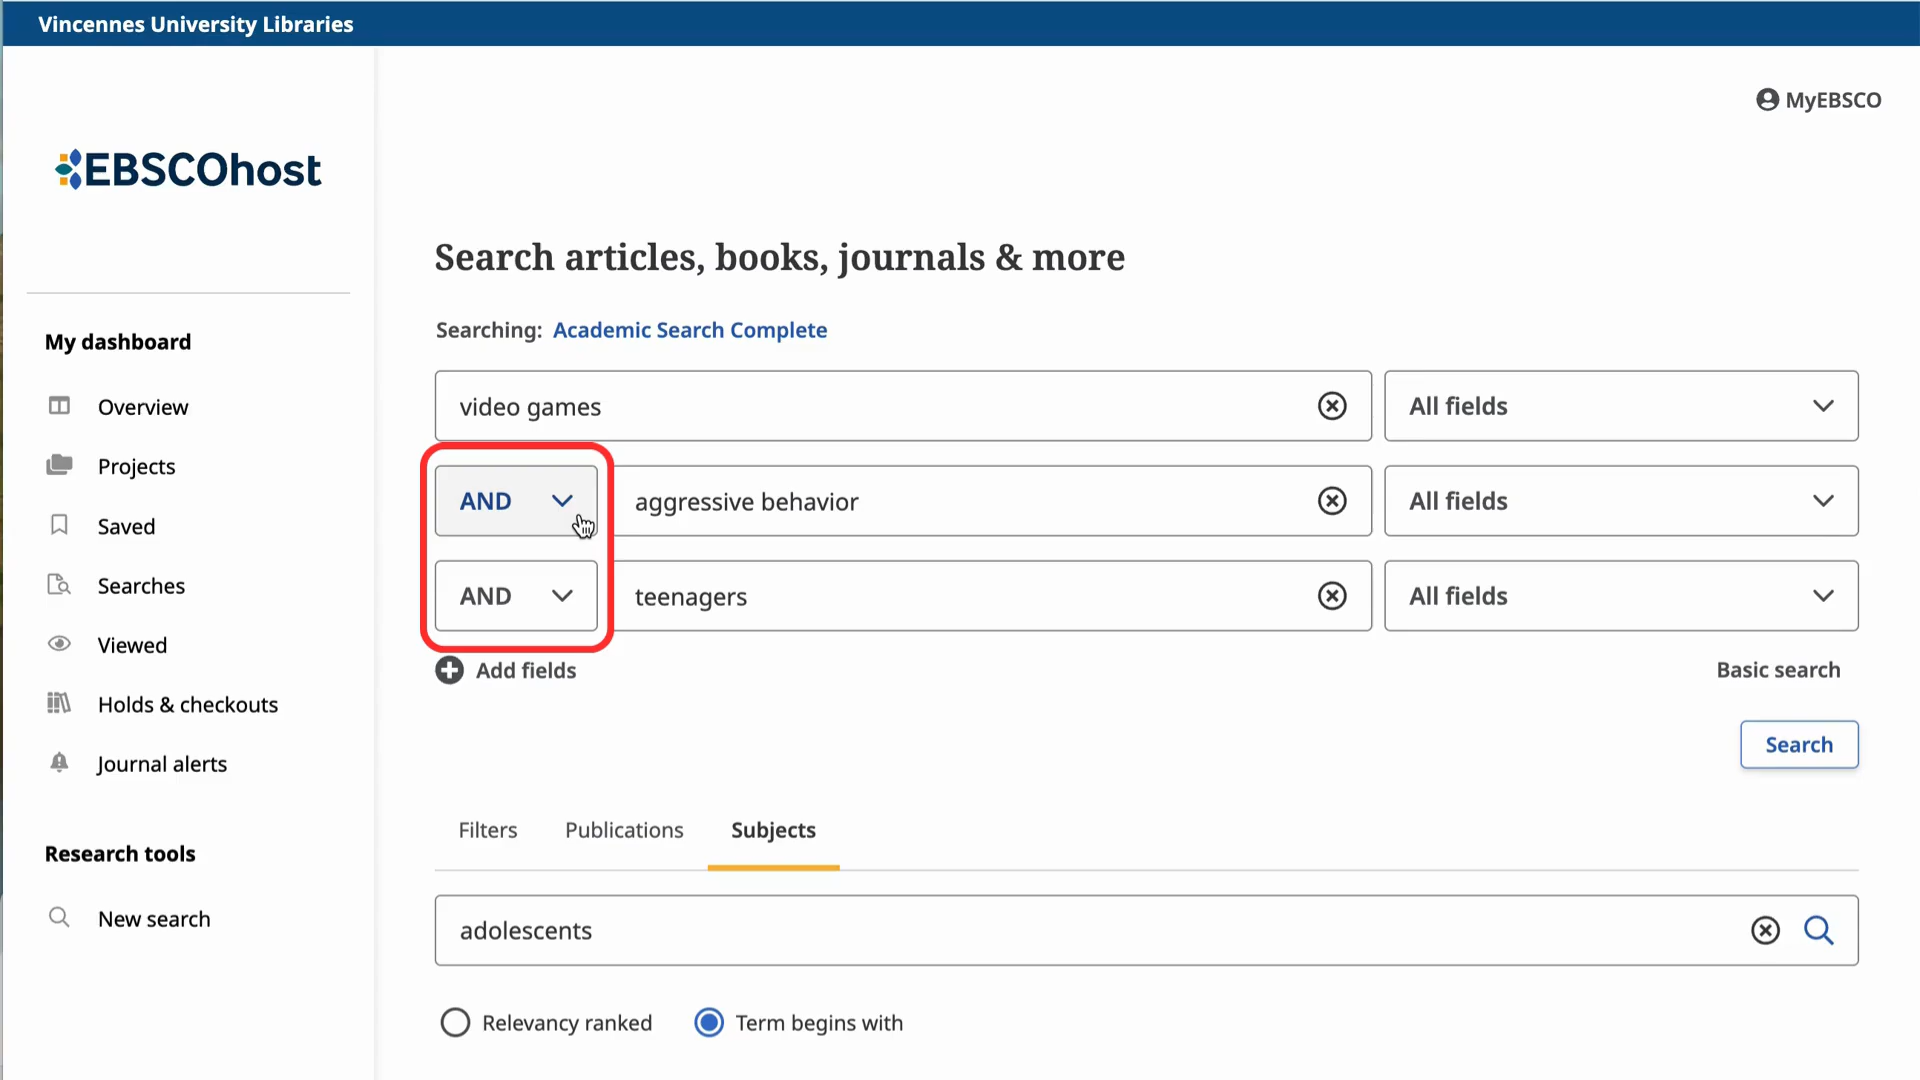 Vincennes University Libraries
MyEBSCO
EBSCOhost
Search articles, books, journals & more
Searching: Academic Search Complete
video games
All fields
AND
aggressive behavior
All fields
AND
teenagers
All fields
Add fields
Basic search
Search
Filters
Publications
Subjects
adolescents
Relevancy ranked
Term begins with
My dashboard
Overview
Projects
Saved
Searches
Viewed
Holds & checkouts
Journal alerts
Research tools
New search